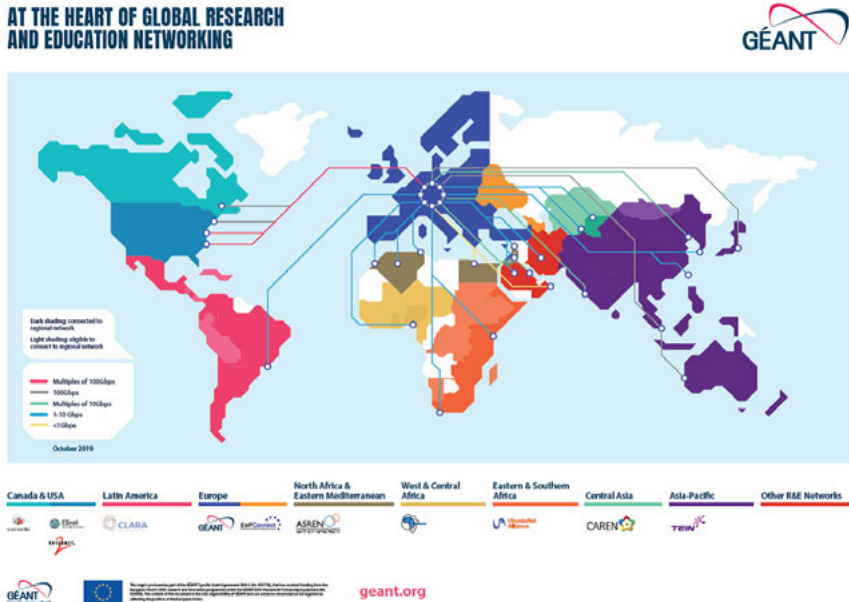 AT THE HEART OF GLOBAL RESEARCH
AND EDUCATION NETWORKING
GÉANT
Dark shading: connected to
regional network
Light shading: eligible to
connect to regional network
Multiples of 100Gbps
100Gbps
Multiples of 10Gbps
1-10 Gbps
<1Gbps
October 2019
Canada & USA
Latin America
Europe
North Africa &
Eastern Mediterranean
West & Central
Africa
Eastern & Southern
Africa
Central Asia
Asia-Pacific
Other R&E Networks
canarie
ESnet
INTERNET
2
CLARA
GÉANT
EaPConnect
ASREN
UbuntuNet
Alliance
CAREN
TEIN
GÉANT
geant.org